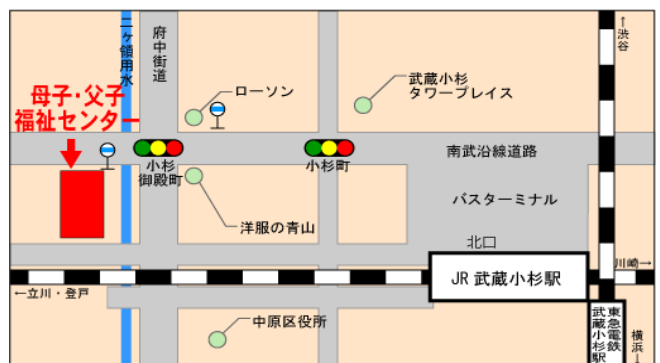 二ヶ領用水
府中街道
←渋谷
母子・父子
福祉センター
ローソン
武蔵小杉
タワープレイス
小杉
御殿町
小杉町
南武沿線道路
バスターミナル
洋服の青山
北口
JR 武蔵小杉駅
川崎→
←立川・登戸
中原区役所
東急電鉄
武蔵小杉駅
横浜→